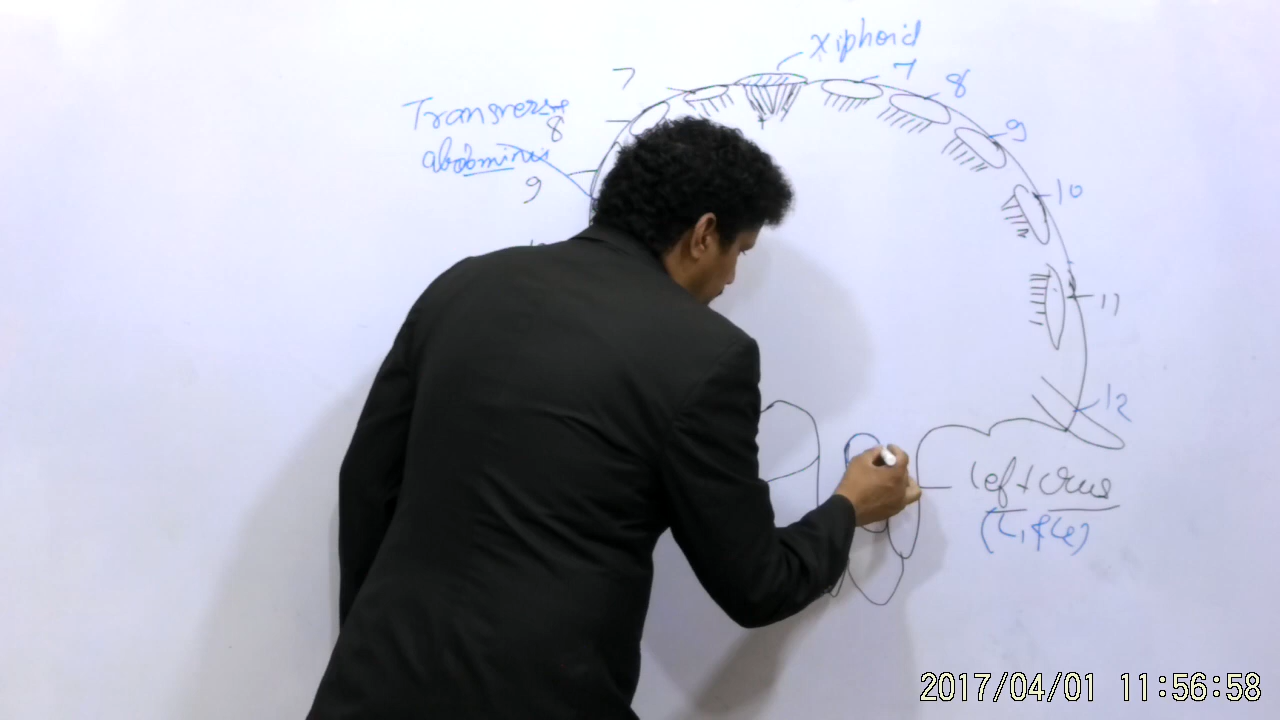 xiphoid
7
7
8
Transverse
8
9
abdominis
9
10
11
12
left crus
(L1 & L2)
2017/04/01 11:56:58